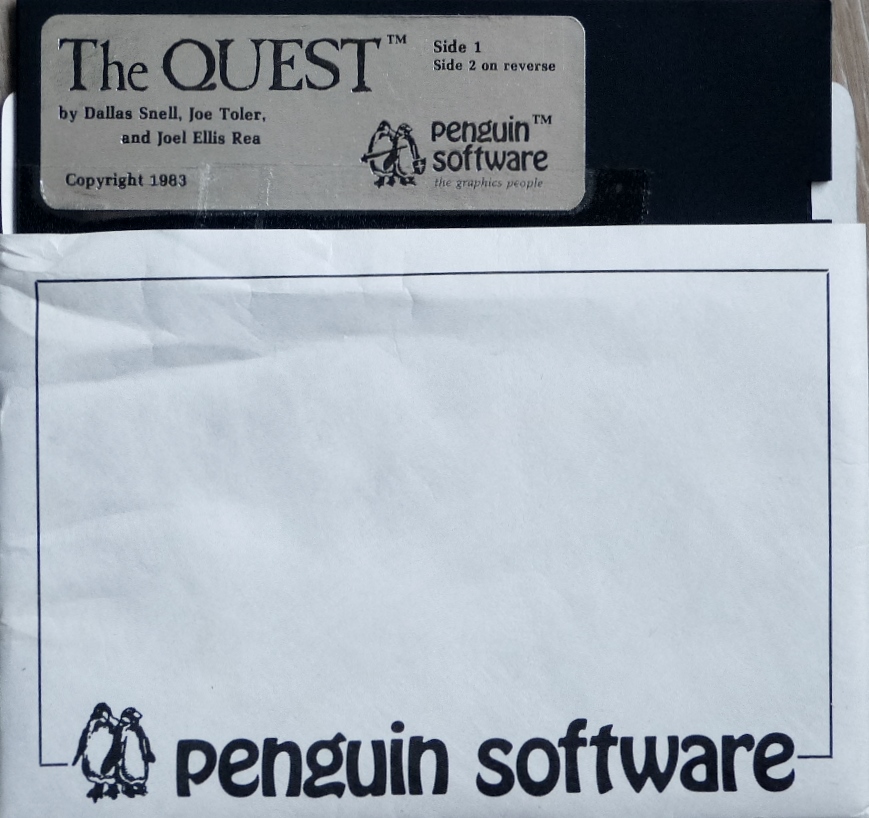 The QUEST™
Side 1
Side 2 on reverse
by Dallas Snell, Joe Toler,
and Joel Ellis Rea
penguin™
software
the graphics people
Copyright 1983
penguin software